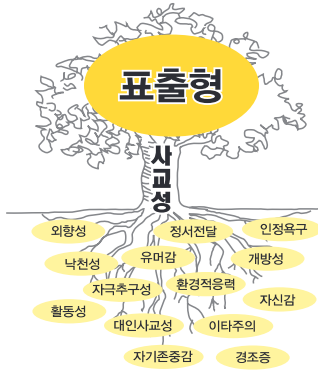 표출형
사교성
외향성
정서전달
인정욕구
낙천성
유머감
개방성
자극추구성
환경적응력
자신감
활동성
대인사교성
이타주의
자기존중감
경조증